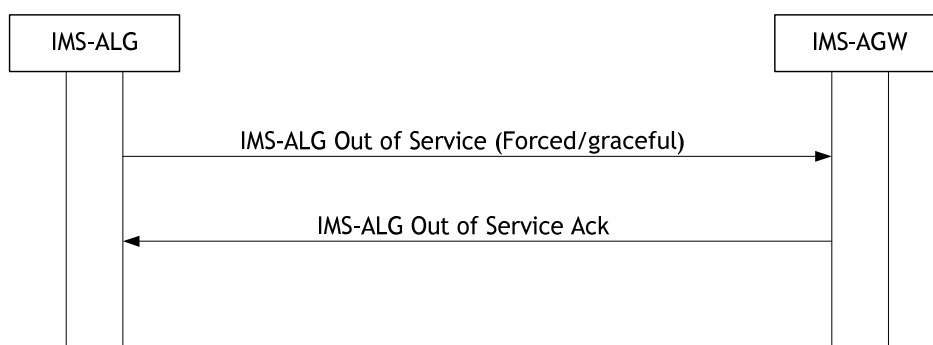 IMS-ALG
IMS-AGW
IMS-ALG Out of Service (Forced/graceful)
IMS-ALG Out of Service Ack